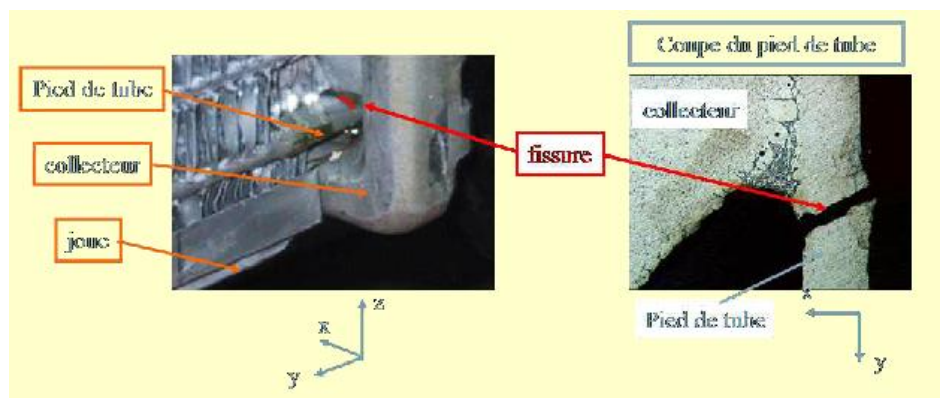 Coupe du pied de tube
Pied de tube
collecteur
collecteur
fissure
joue
Pied de tube
z
x
y
x
y